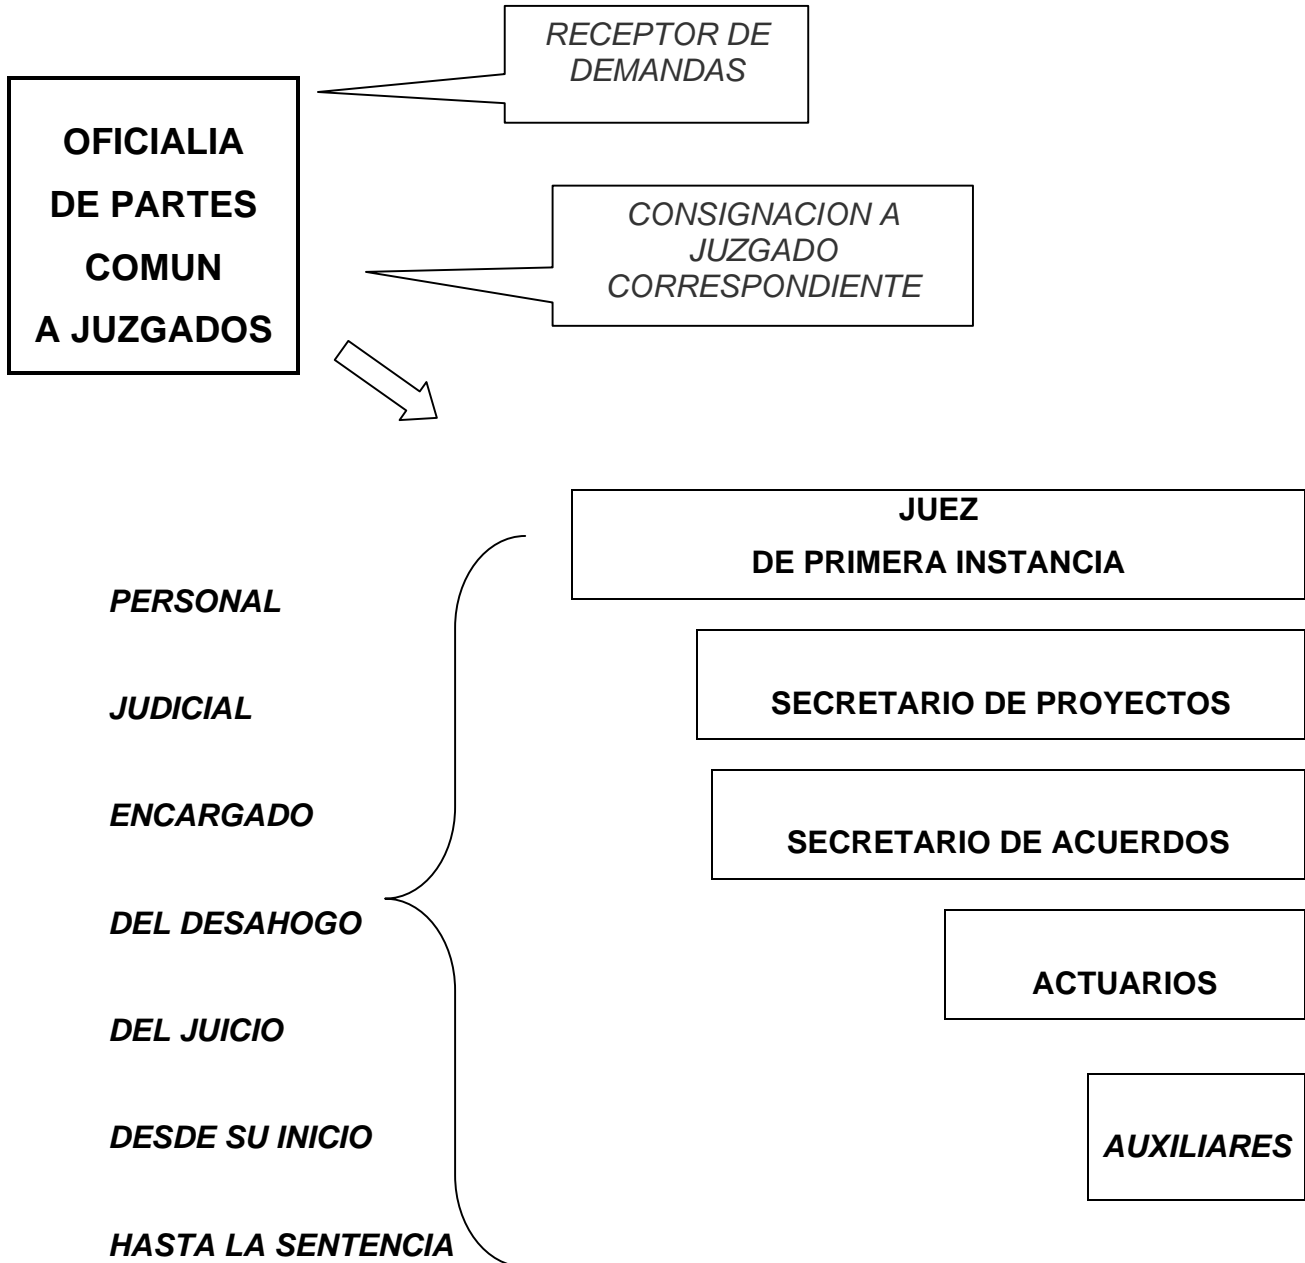 RECEPTOR DE
DEMANDAS
OFICIALIA
DE PARTES
COMUN
A JUZGADOS
CONSIGNACION A
JUZGADO
CORRESPONDIENTE
PERSONAL
JUDICIAL
ENCARGADO
DEL DESAHOGO
DEL JUICIO
DESDE SU INICIO
HASTA LA SENTENCIA
JUEZ
DE PRIMERA INSTANCIA
SECRETARIO DE PROYECTOS
SECRETARIO DE ACUERDOS
ACTUARIOS
AUXILIARES